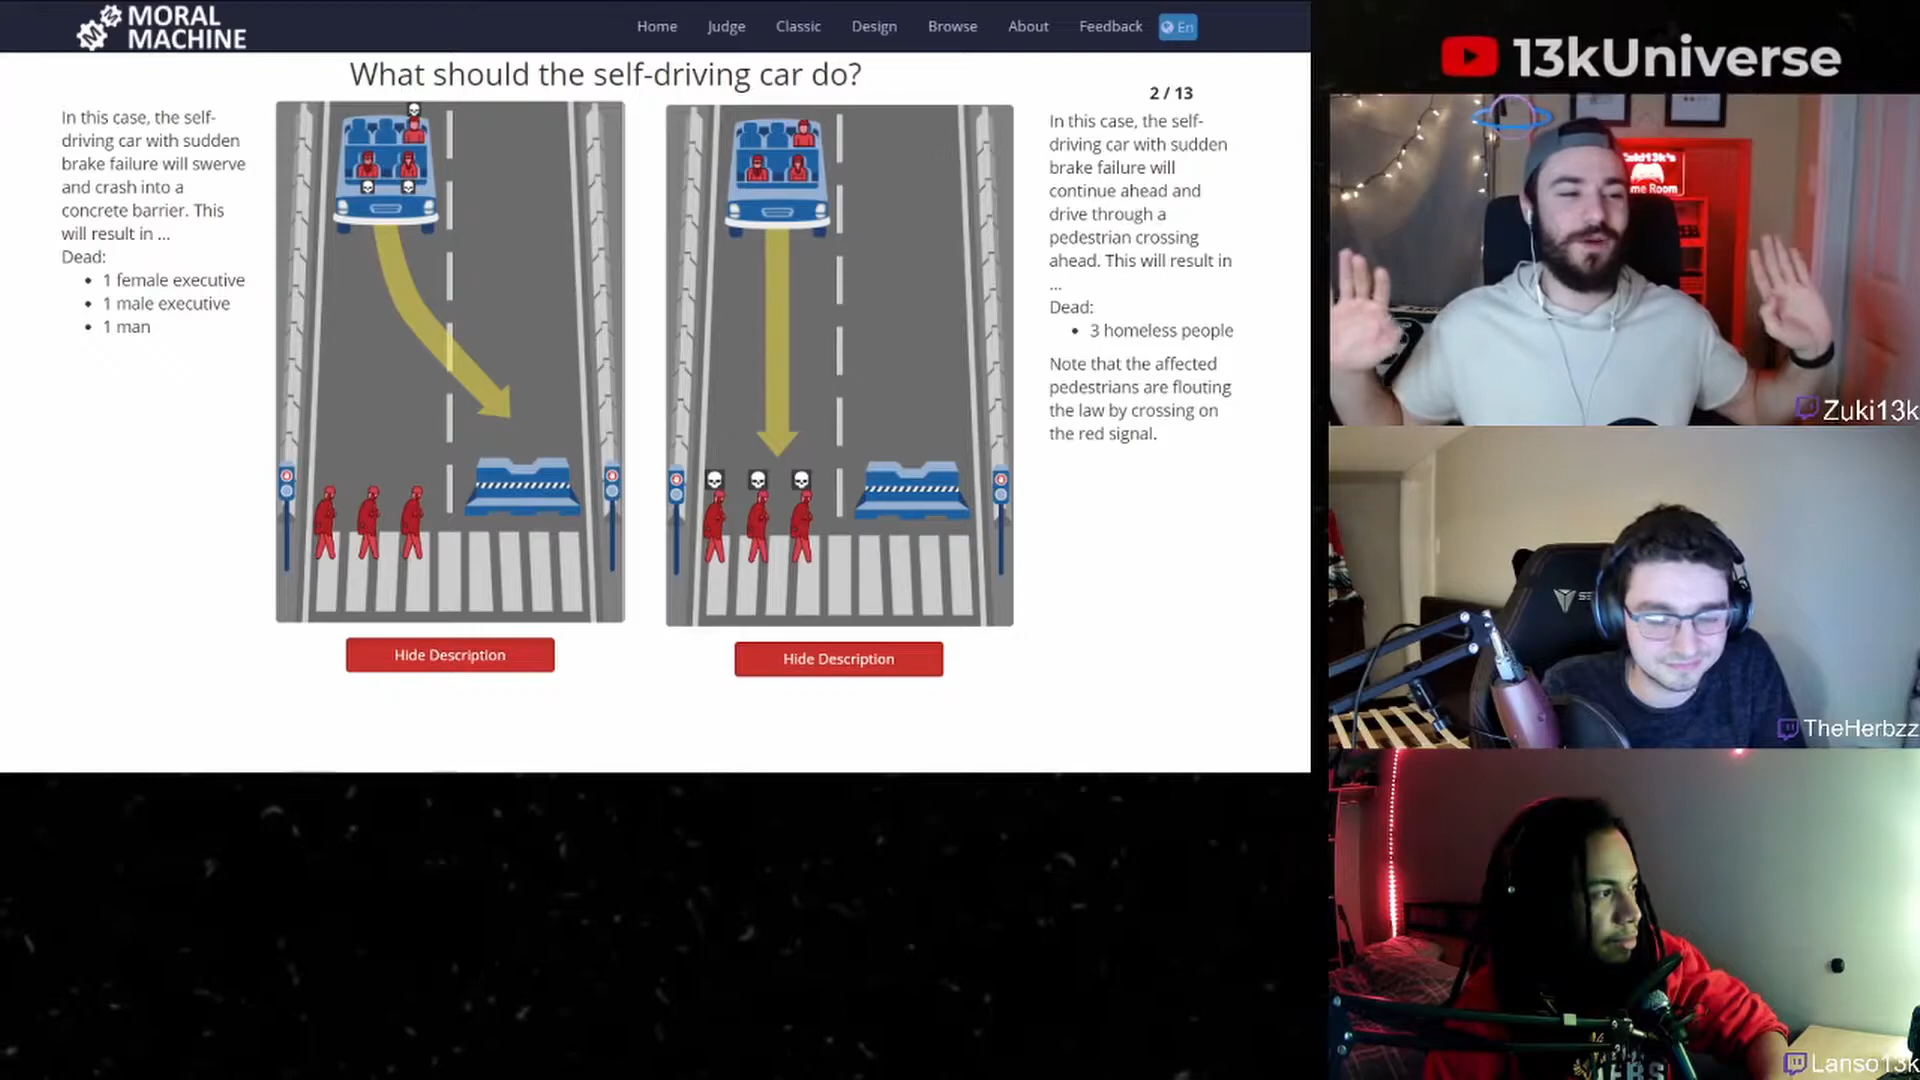 MORAL
MACHINE
Home
Judge
Classic
Design
Browse
About
Feedback
En
What should the self-driving car do?
2 / 13
In this case, the self-
driving car with sudden
brake failure will swerve
and crash into a
concrete barrier. This
will result in ...
Dead:
• 1 female executive
• 1 male executive
• 1 man
In this case, the self-
driving car with sudden
brake failure will
continue ahead and
drive through a
pedestrian crossing
ahead. This will result in
...
Dead:
• 3 homeless people
Note that the affected
pedestrians are flouting
the law by crossing on
the red signal.
Hide Description
Hide Description
13kUniverse
Zuki13k's
me Room
Zuki13k
TheHerbzz
Lanso13k